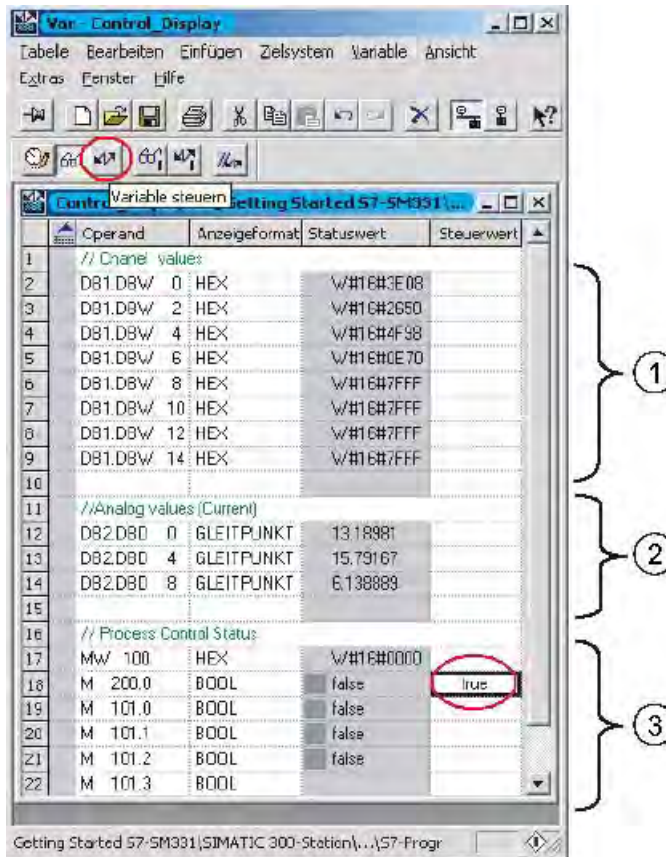 Var - Control_Display
Tabelle Bearbeiten Einfügen Zielsystem Variable Ansicht
Extras Fenster Hilfe
Variable steuern
Getting Started S7-SM331\...
Operand Anzeigeformat Statuswert Steuerwert
1 // Chanel values
2 DB1.DBW 0 HEX W#16#3E08
3 DB1.DBW 2 HEX W#16#2650
4 DB1.DBW 4 HEX W#16#4F98
5 DB1.DBW 6 HEX W#16#0E70
6 DB1.DBW 8 HEX W#16#7FFF
7 DB1.DBW 10 HEX W#16#7FFF
8 DB1.DBW 12 HEX W#16#7FFF
9 DB1.DBW 14 HEX W#16#7FFF
10
11 //Analog values (Current)
12 DB2.DBD 0 GLEITPUNKT 13.18981
13 DB2.DBD 4 GLEITPUNKT 15.79167
14 DB2.DBD 8 GLEITPUNKT 6.138889
15
16 // Process Control Status
17 MW 100 HEX W#16#0000
18 M 200.0 BOOL false true
19 M 101.0 BOOL false
20 M 101.1 BOOL false
21 M 101.2 BOOL false
22 M 101.3 BOOL
1
2
3
Getting Started S7-SM331\SIMATIC 300-Station\...\S7-Progr